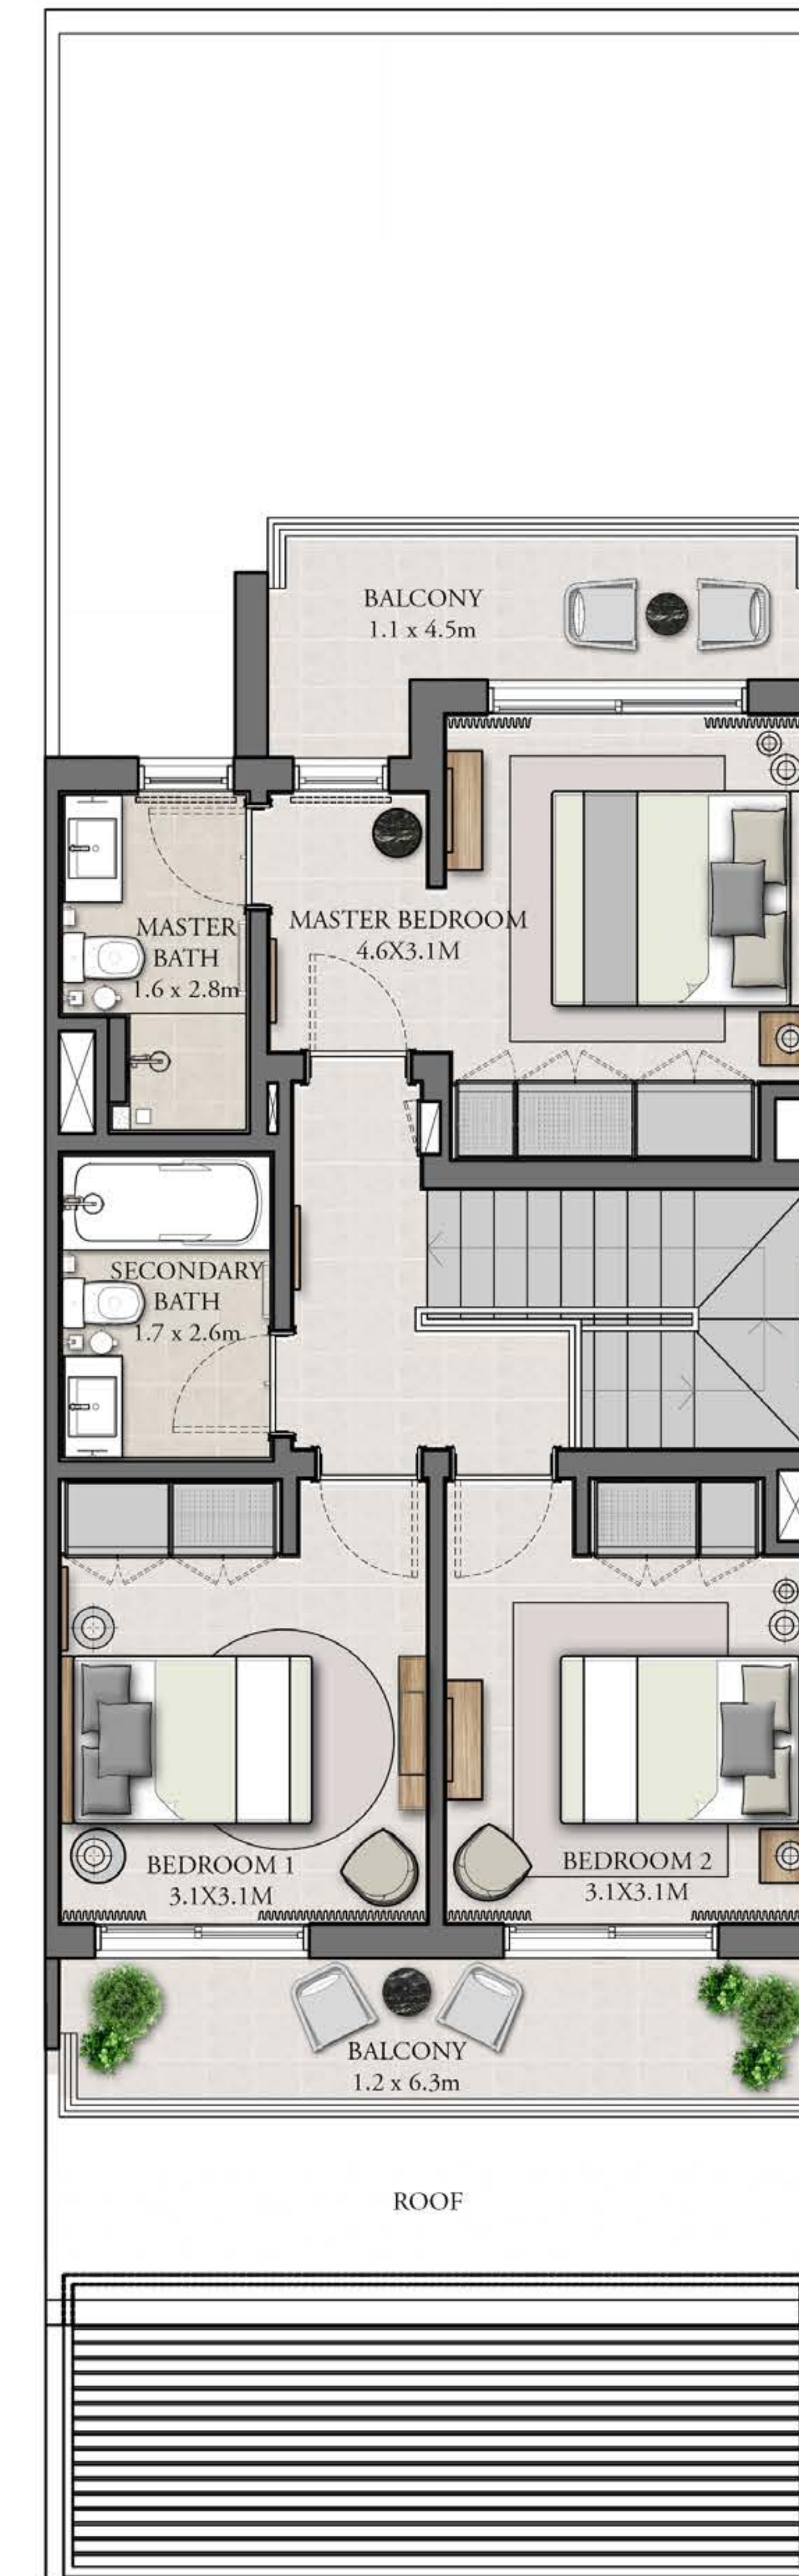 BALCONY
1.1 x 4.5m
MASTER
BATH
1.6 x 2.8m
MASTER BEDROOM
4.6X3.1M
SECONDARY
BATH
1.7 x 2.6m
BEDROOM 1
3.1X3.1M
BEDROOM 2
3.1X3.1M
BALCONY
1.2 x 6.3m
ROOF